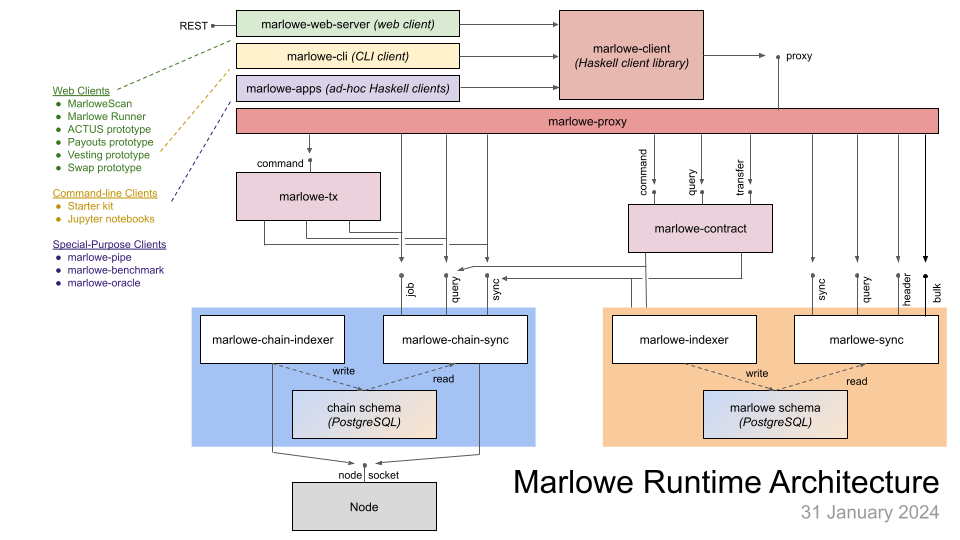 REST
marlowe-web-server (web client)
marlowe-cli (CLI client)
marlowe-apps (ad-hoc Haskell clients)
marlowe-client
(Haskell client library)
proxy
Web Clients
● MarloweScan
● Marlowe Runner
● ACTUS prototype
● Payouts prototype
● Vesting prototype
● Swap prototype
Command-line Clients
● Starter kit
● Jupyter notebooks
Special-Purpose Clients
● marlowe-pipe
● marlowe-benchmark
● marlowe-oracle
marlowe-proxy
command
marlowe-tx
command
query
transfer
marlowe-contract
job
query
sync
sync
query
header
bulk
marlowe-chain-indexer
marlowe-chain-sync
write
read
chain schema
(PostgreSQL)
marlowe-indexer
marlowe-sync
write
read
marlowe schema
(PostgreSQL)
node socket
Node
Marlowe Runtime Architecture
31 January 2024